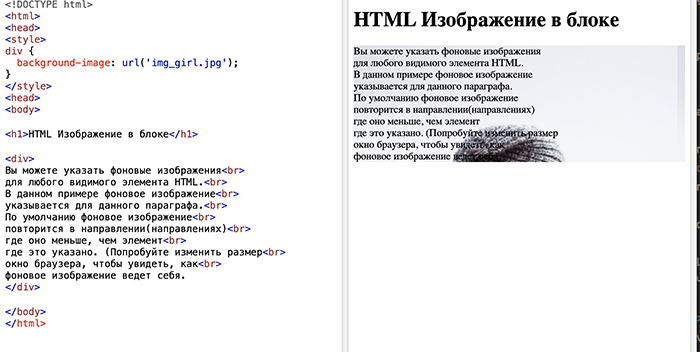 <!DOCTYPE html>
<html>
<head>
<style>
div {
  background-image: url('img_girl.jpg');
}
</style>
<head>
<body>
<h1>HTML Изображение в блоке</h1>
<div>
Вы можете указать фоновые изображения<br>
для любого видимого элемента HTML.<br>
В данном примере фоновое изображение<br>
указывается для данного параграфа.<br>
По умолчанию фоновое изображение<br>
повторится в направлении(направлениях)<br>
где оно меньше, чем элемент<br>
где это указано. (Попробуйте изменить размер<br>
окно браузера, чтобы увидеть, как<br>
фоновое изображение ведет себя.
</div>
</body>
</html>
HTML Изображение в блоке
Вы можете указать фоновые изображения
для любого видимого элемента HTML.
В данном примере фоновое изображение
указывается для данного параграфа.
По умолчанию фоновое изображение
повторится в направлении(направлениях)
где оно меньше, чем элемент
где это указано. (Попробуйте изменить размер
окно браузера, чтобы увидеть, как
фоновое изображение ведет себя.